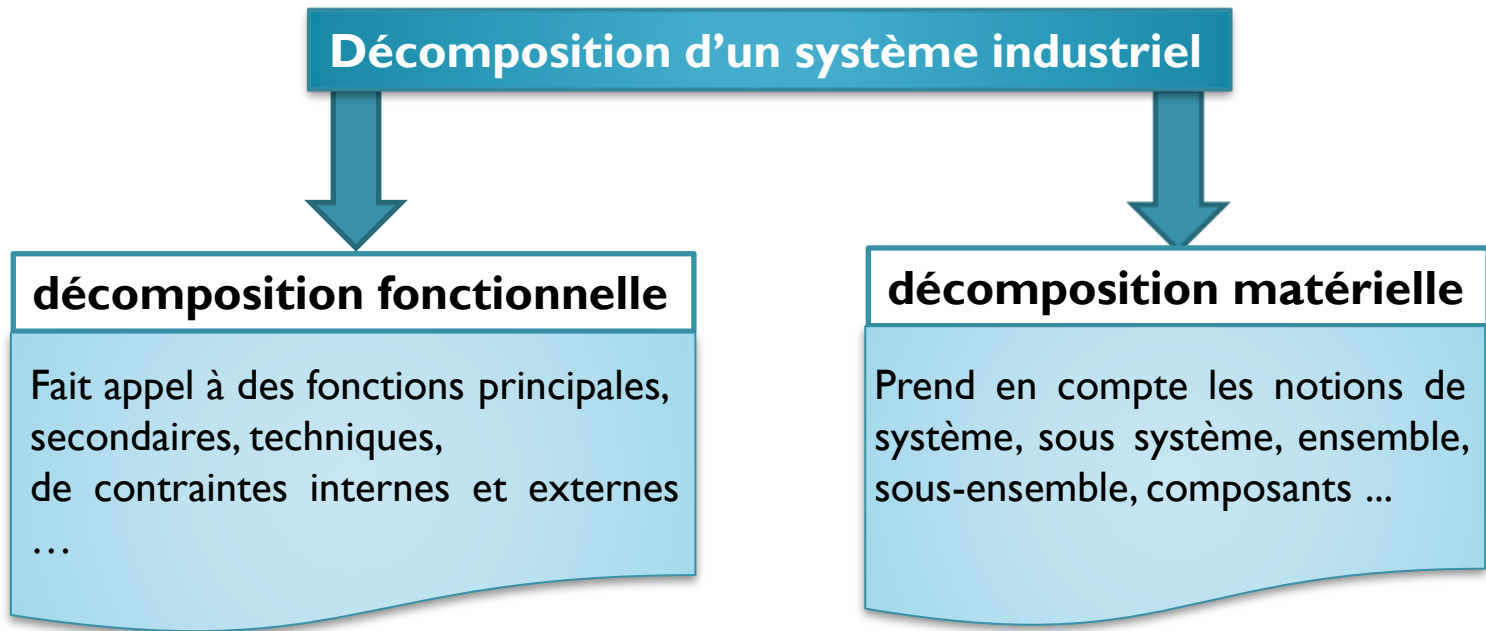 Décomposition d’un système industriel
décomposition fonctionnelle
Fait appel à des fonctions principales,
secondaires, techniques,
de contraintes internes et externes
…
décomposition matérielle
Prend en compte les notions de
système, sous système, ensemble,
sous-ensemble, composants ...